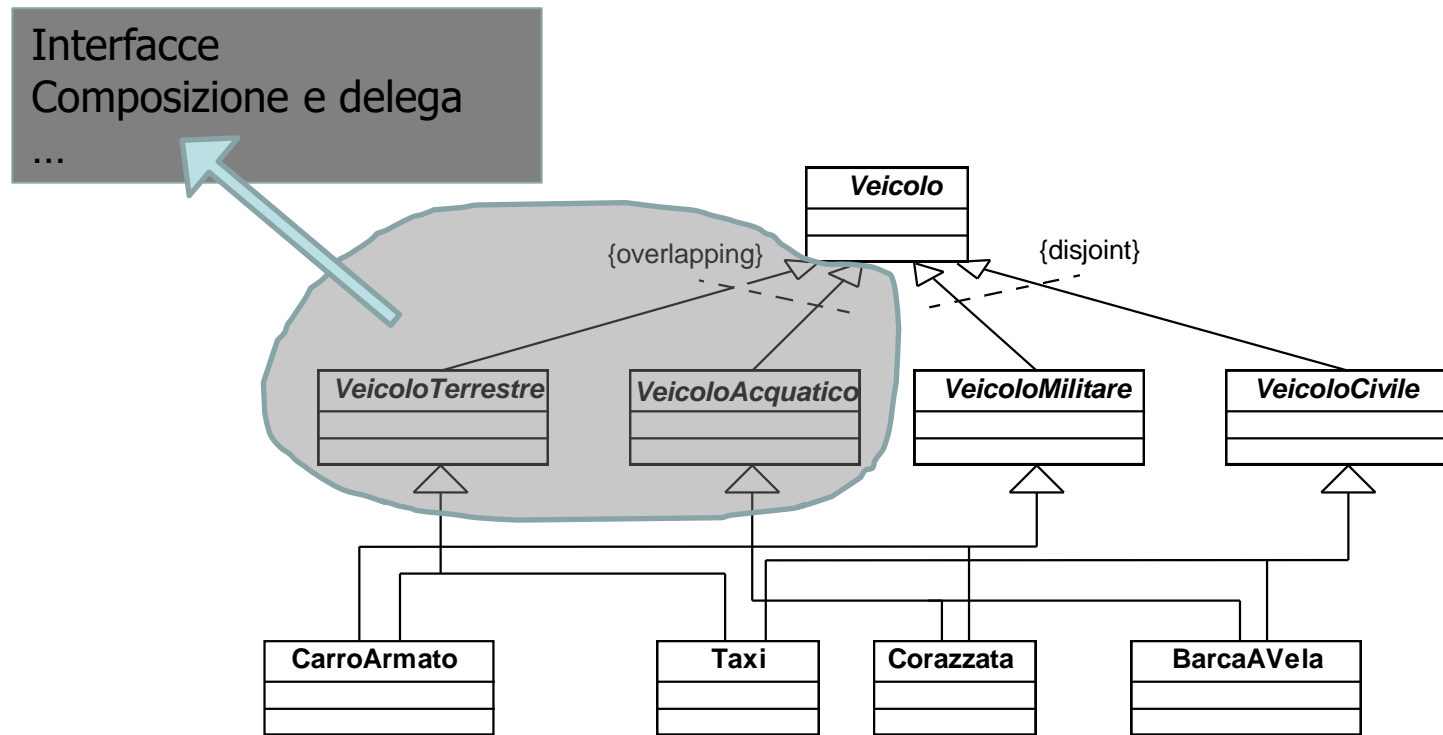 Interfacce
Composizione e delega
...
Veicolo
{overlapping}
{disjoint}
VeicoloTerrestre
VeicoloAcquatico
VeicoloMilitare
VeicoloCivile
CarroArmato
Taxi
Corazzata
BarcaAVela